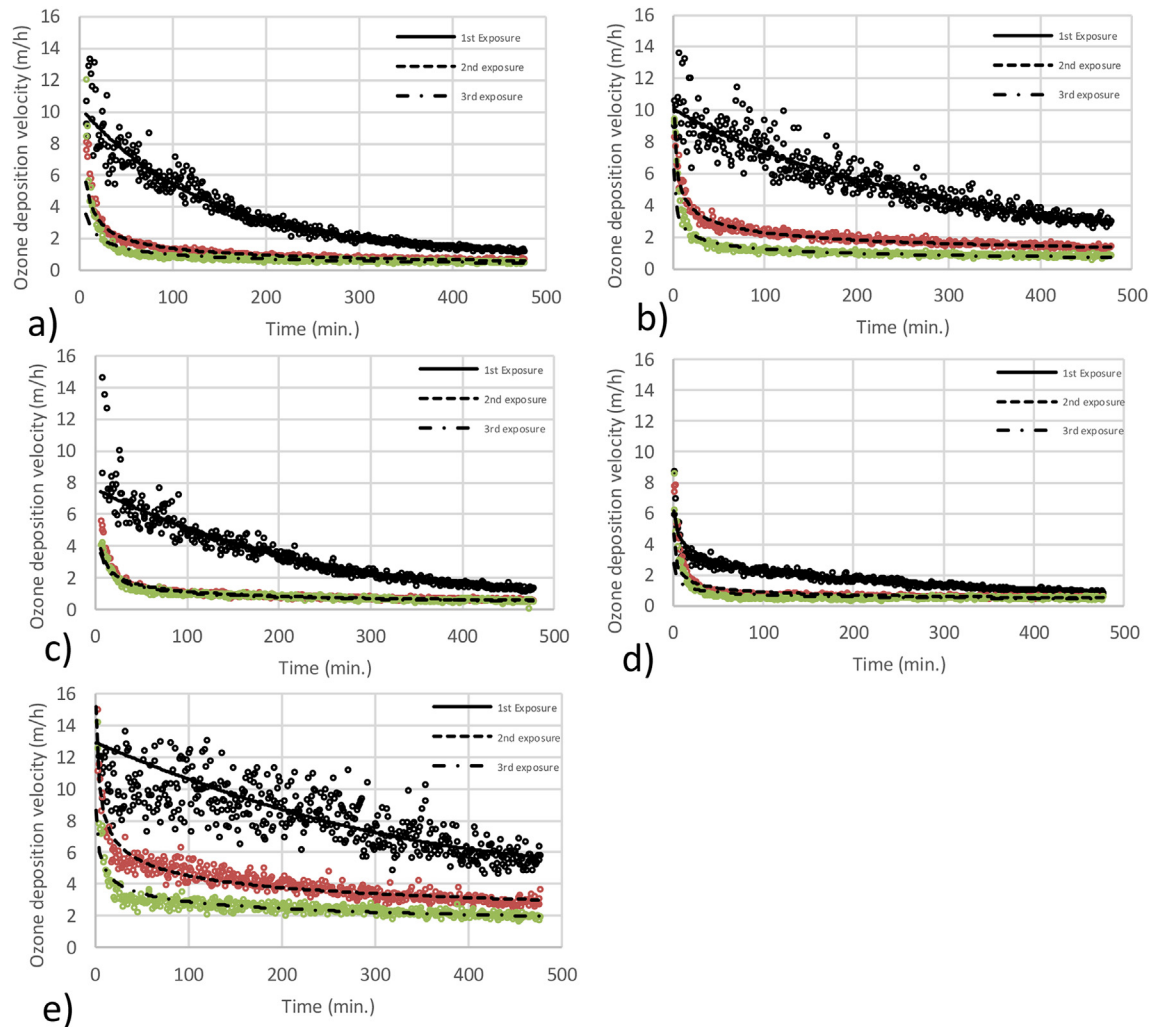 Ozone deposition velocity (m/h)
16
14
12
10
8
6
4
2
0
0 100 200 300 400 500
Time (min.)
1st Exposure
2nd exposure
3rd exposure
a)
Ozone deposition velocity (m/h)
16
14
12
10
8
6
4
2
0
0 100 200 300 400 500
Time (min.)
1st Exposure
2nd exposure
3rd exposure
b)
Ozone deposition velocity (m/h)
16
14
12
10
8
6
4
2
0
0 100 200 300 400 500
Time (min.)
1st Exposure
2nd exposure
3rd exposure
c)
Ozone deposition velocity (m/h)
16
14
12
10
8
6
4
2
0
0 100 200 300 400 500
Time (min.)
1st Exposure
2nd exposure
3rd exposure
d)
Ozone deposition velocity (m/h)
16
14
12
10
8
6
4
2
0
0 100 200 300 400 500
Time (min.)
1st Exposure
2nd exposure
3rd exposure
e)